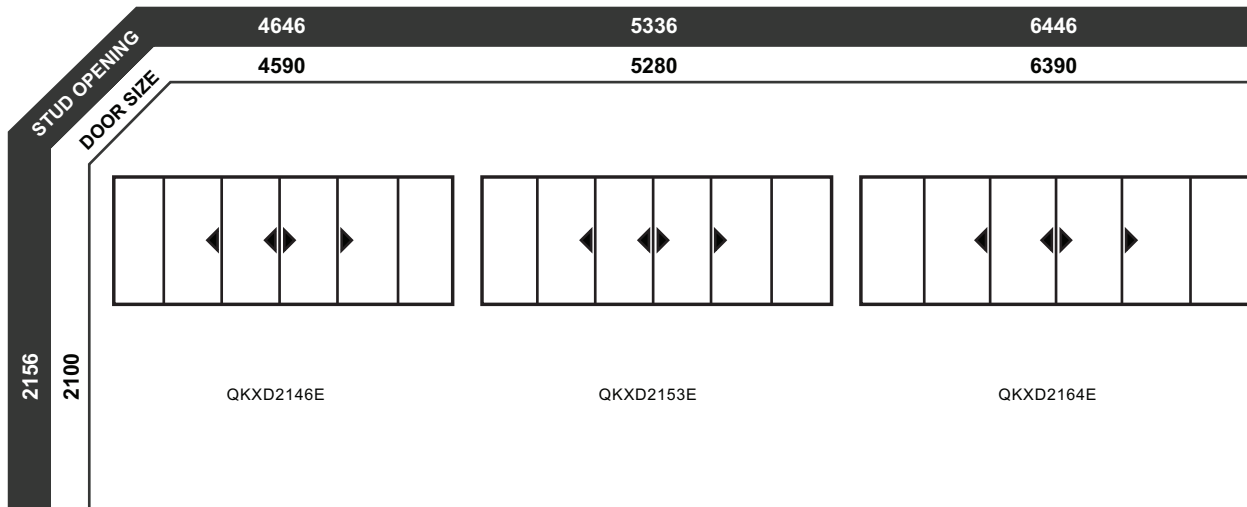 STUD OPENING
4646 5336 6446
DOOR SIZE
4590 5280 6390
2156
2100
QKXD2146E QKXD2153E QKXD2164E